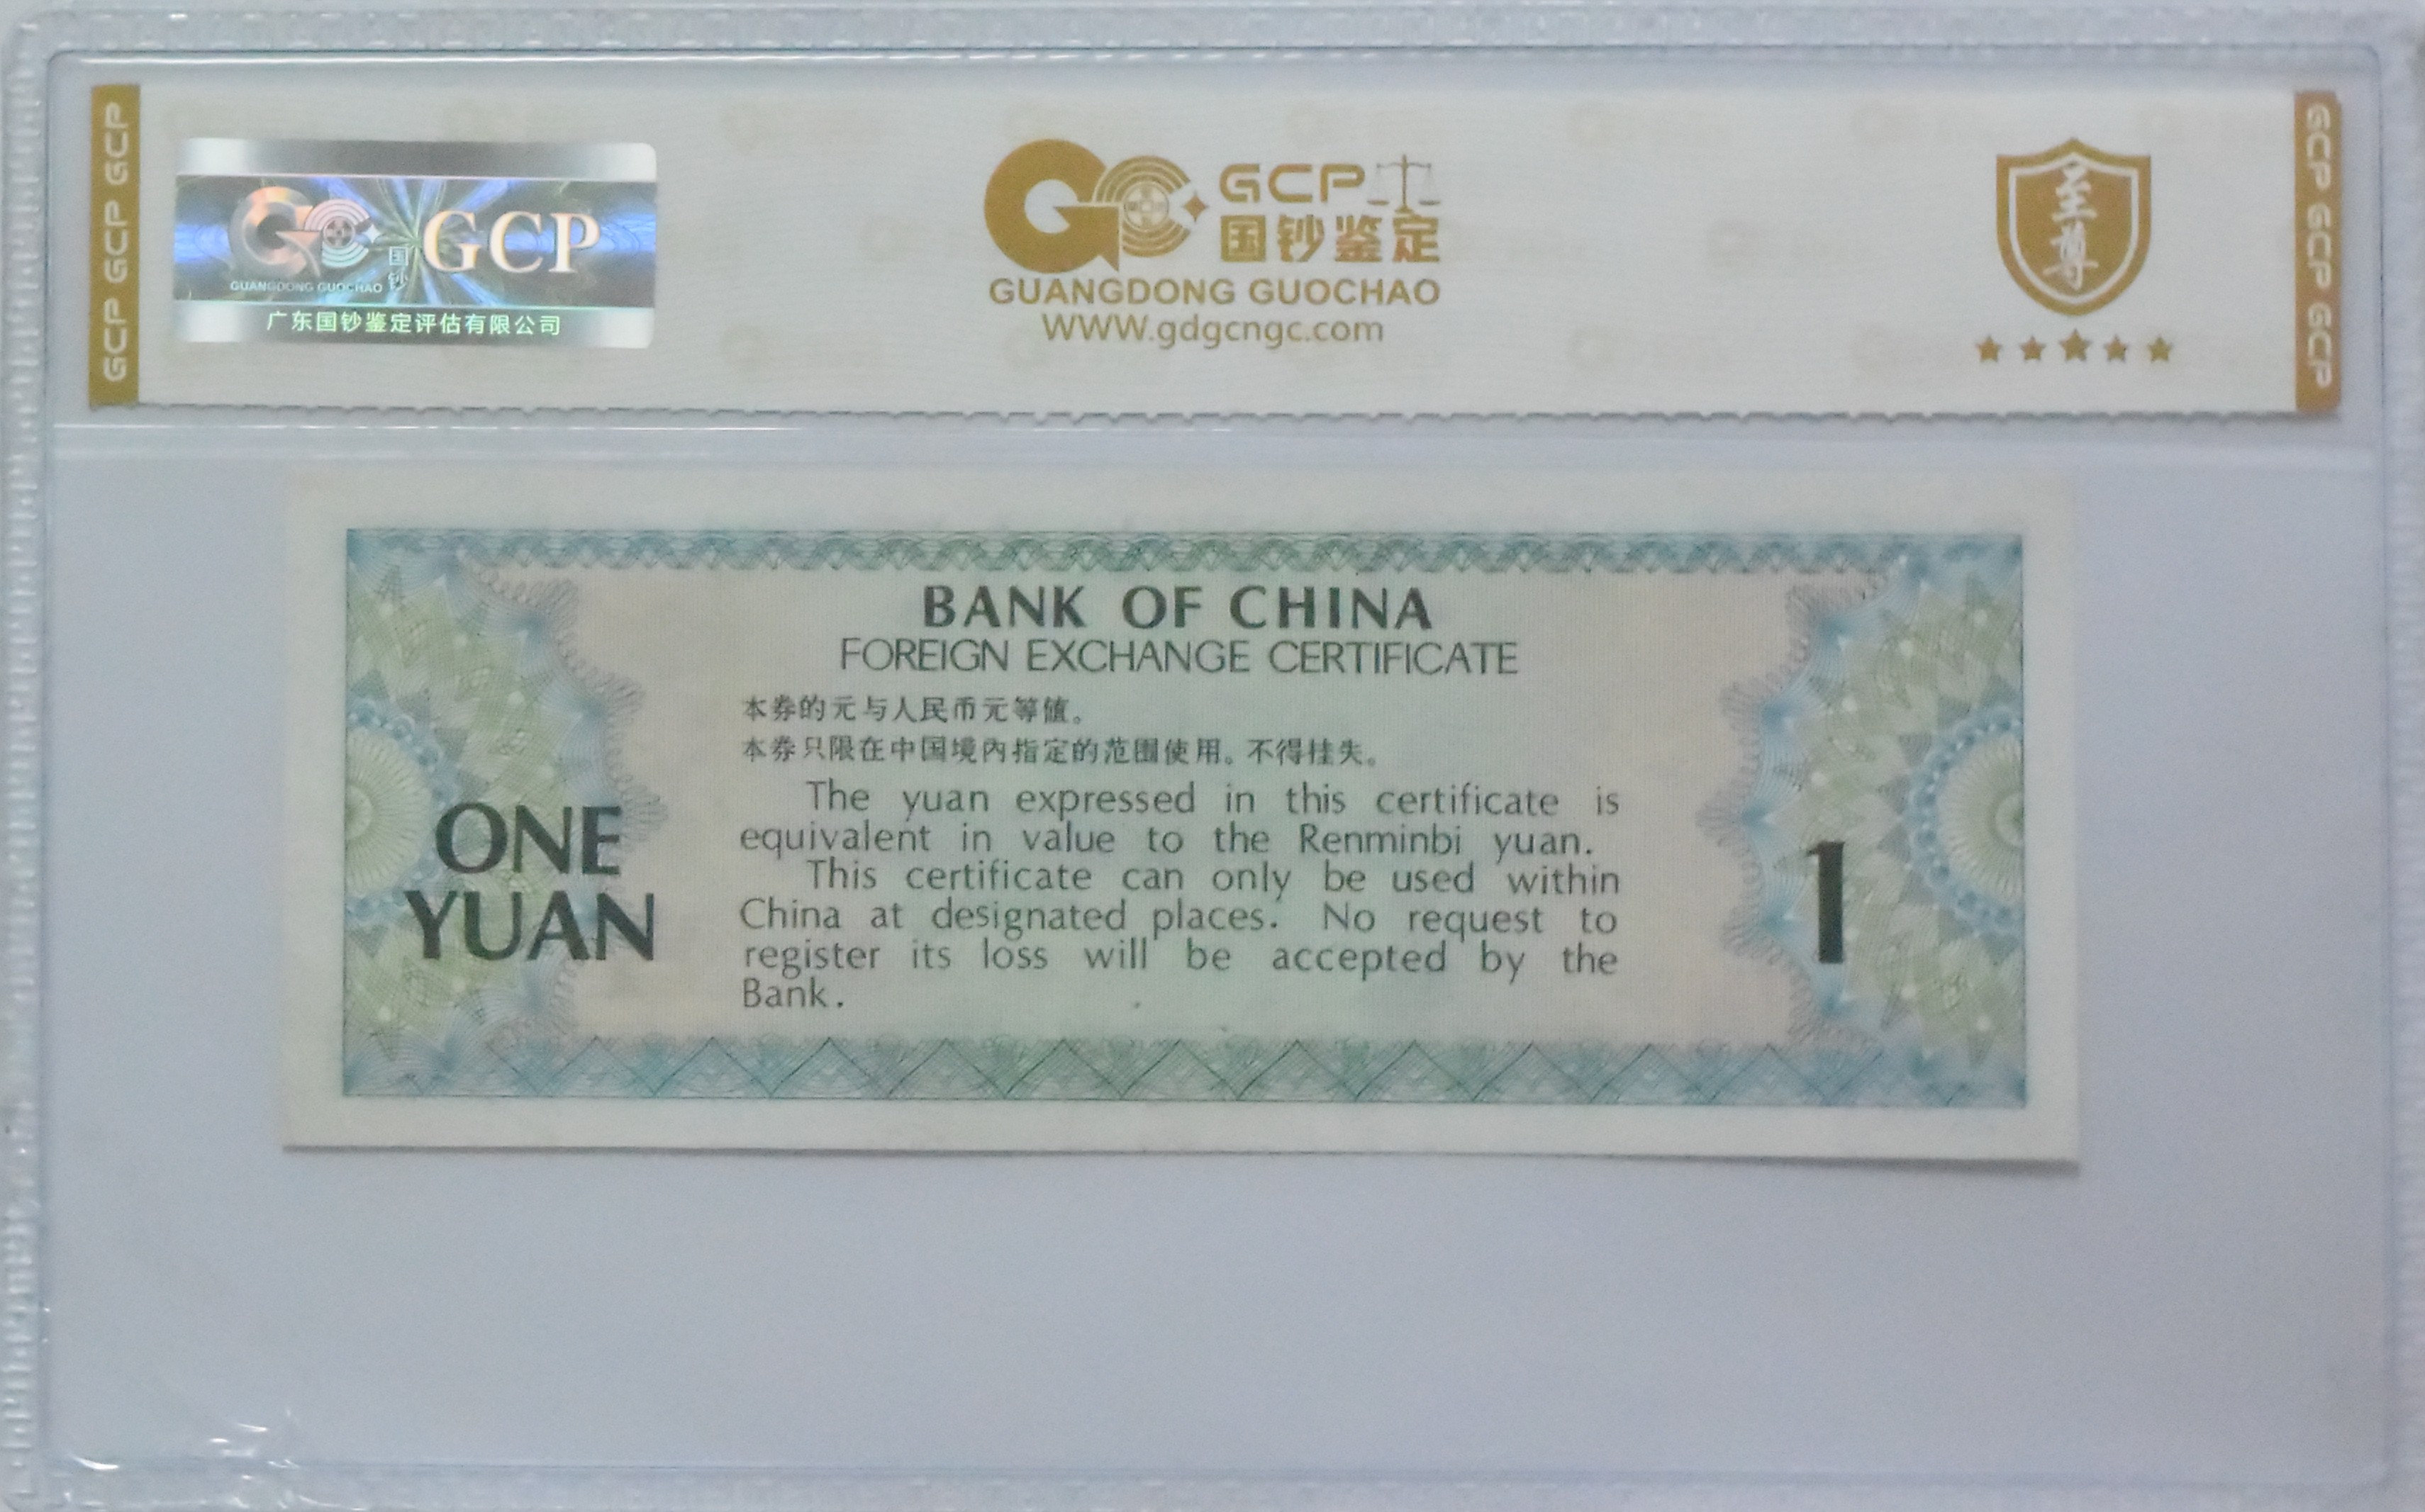 GCP GCP GCP
GCP
国钞
GUANGDONG GUOCHAO
广东国钞鉴定评估有限公司
GCP
国钞鉴定
GUANGDONG GUOCHAO
WWW.gdgcngc.com
至尊
GCP GCP GCP
BANK OF CHINA
FOREIGN EXCHANGE CERTIFICATE
本券的元与人民币元等值。
本券只限在中国境内指定的范围使用。不得挂失。
The yuan expressed in this certificate is
equivalent in value to the Renminbi yuan.
This certificate can only be used within
China at designated places. No request to
register its loss will be accepted by the
Bank.
ONE
YUAN
1